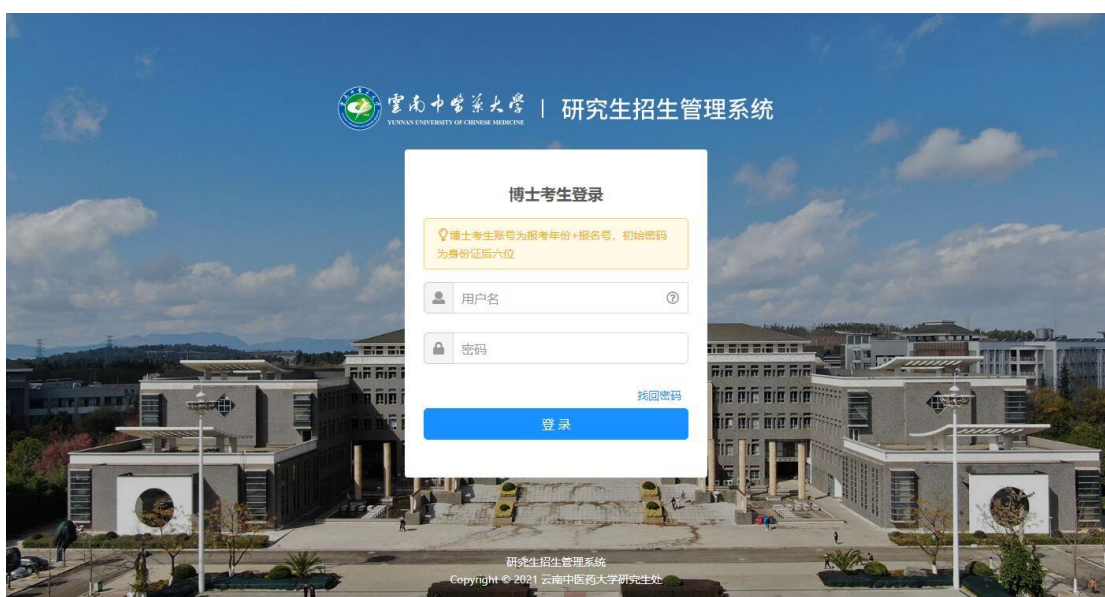 雲南中醫藥大學 | 研究生招生管理系统
YUNNAN UNIVERSITY OF CHINESE MEDICINE
博士考生登录
博士考生账号为报考年份+报名号，初始密码
为身份证后六位
用户名
密码
找回密码
登 录
研究生招生管理系统
Copyright © 2021 云南中医药大学研究生处